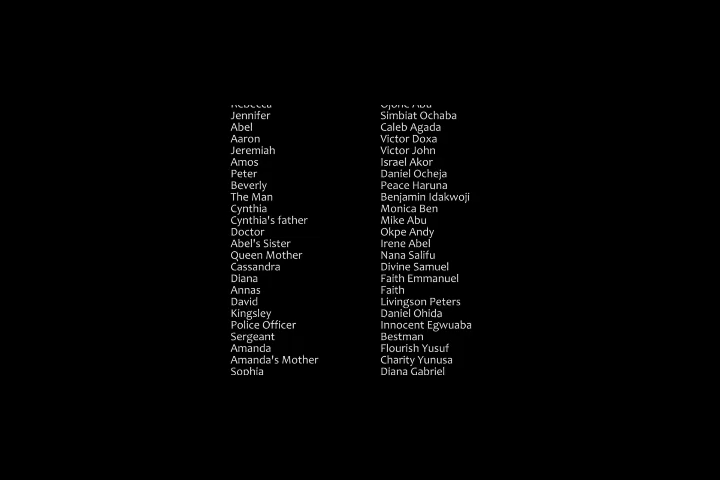 Rebecca Ojone Abu
Jennifer Simbiat Ochaba
Abel Caleb Agada
Aaron Victor Doxa
Jeremiah Victor John
Amos Israel Akor
Peter Daniel Ocheja
Beverly Peace Haruna
The Man Benjamin Idakwoji
Cynthia Monica Ben
Cynthia's father Mike Abu
Doctor Okpe Andy
Abel's Sister Irene Abel
Queen Mother Nana Salifu
Cassandra Divine Samuel
Diana Faith Emmanuel
Annas Faith
David Livingson Peters
Kingsley Daniel Ohida
Police Officer Innocent Egwuaba
Sergeant Bestman
Amanda Flourish Yusuf
Amanda's Mother Charity Yunusa
Sophia Diana Gabriel